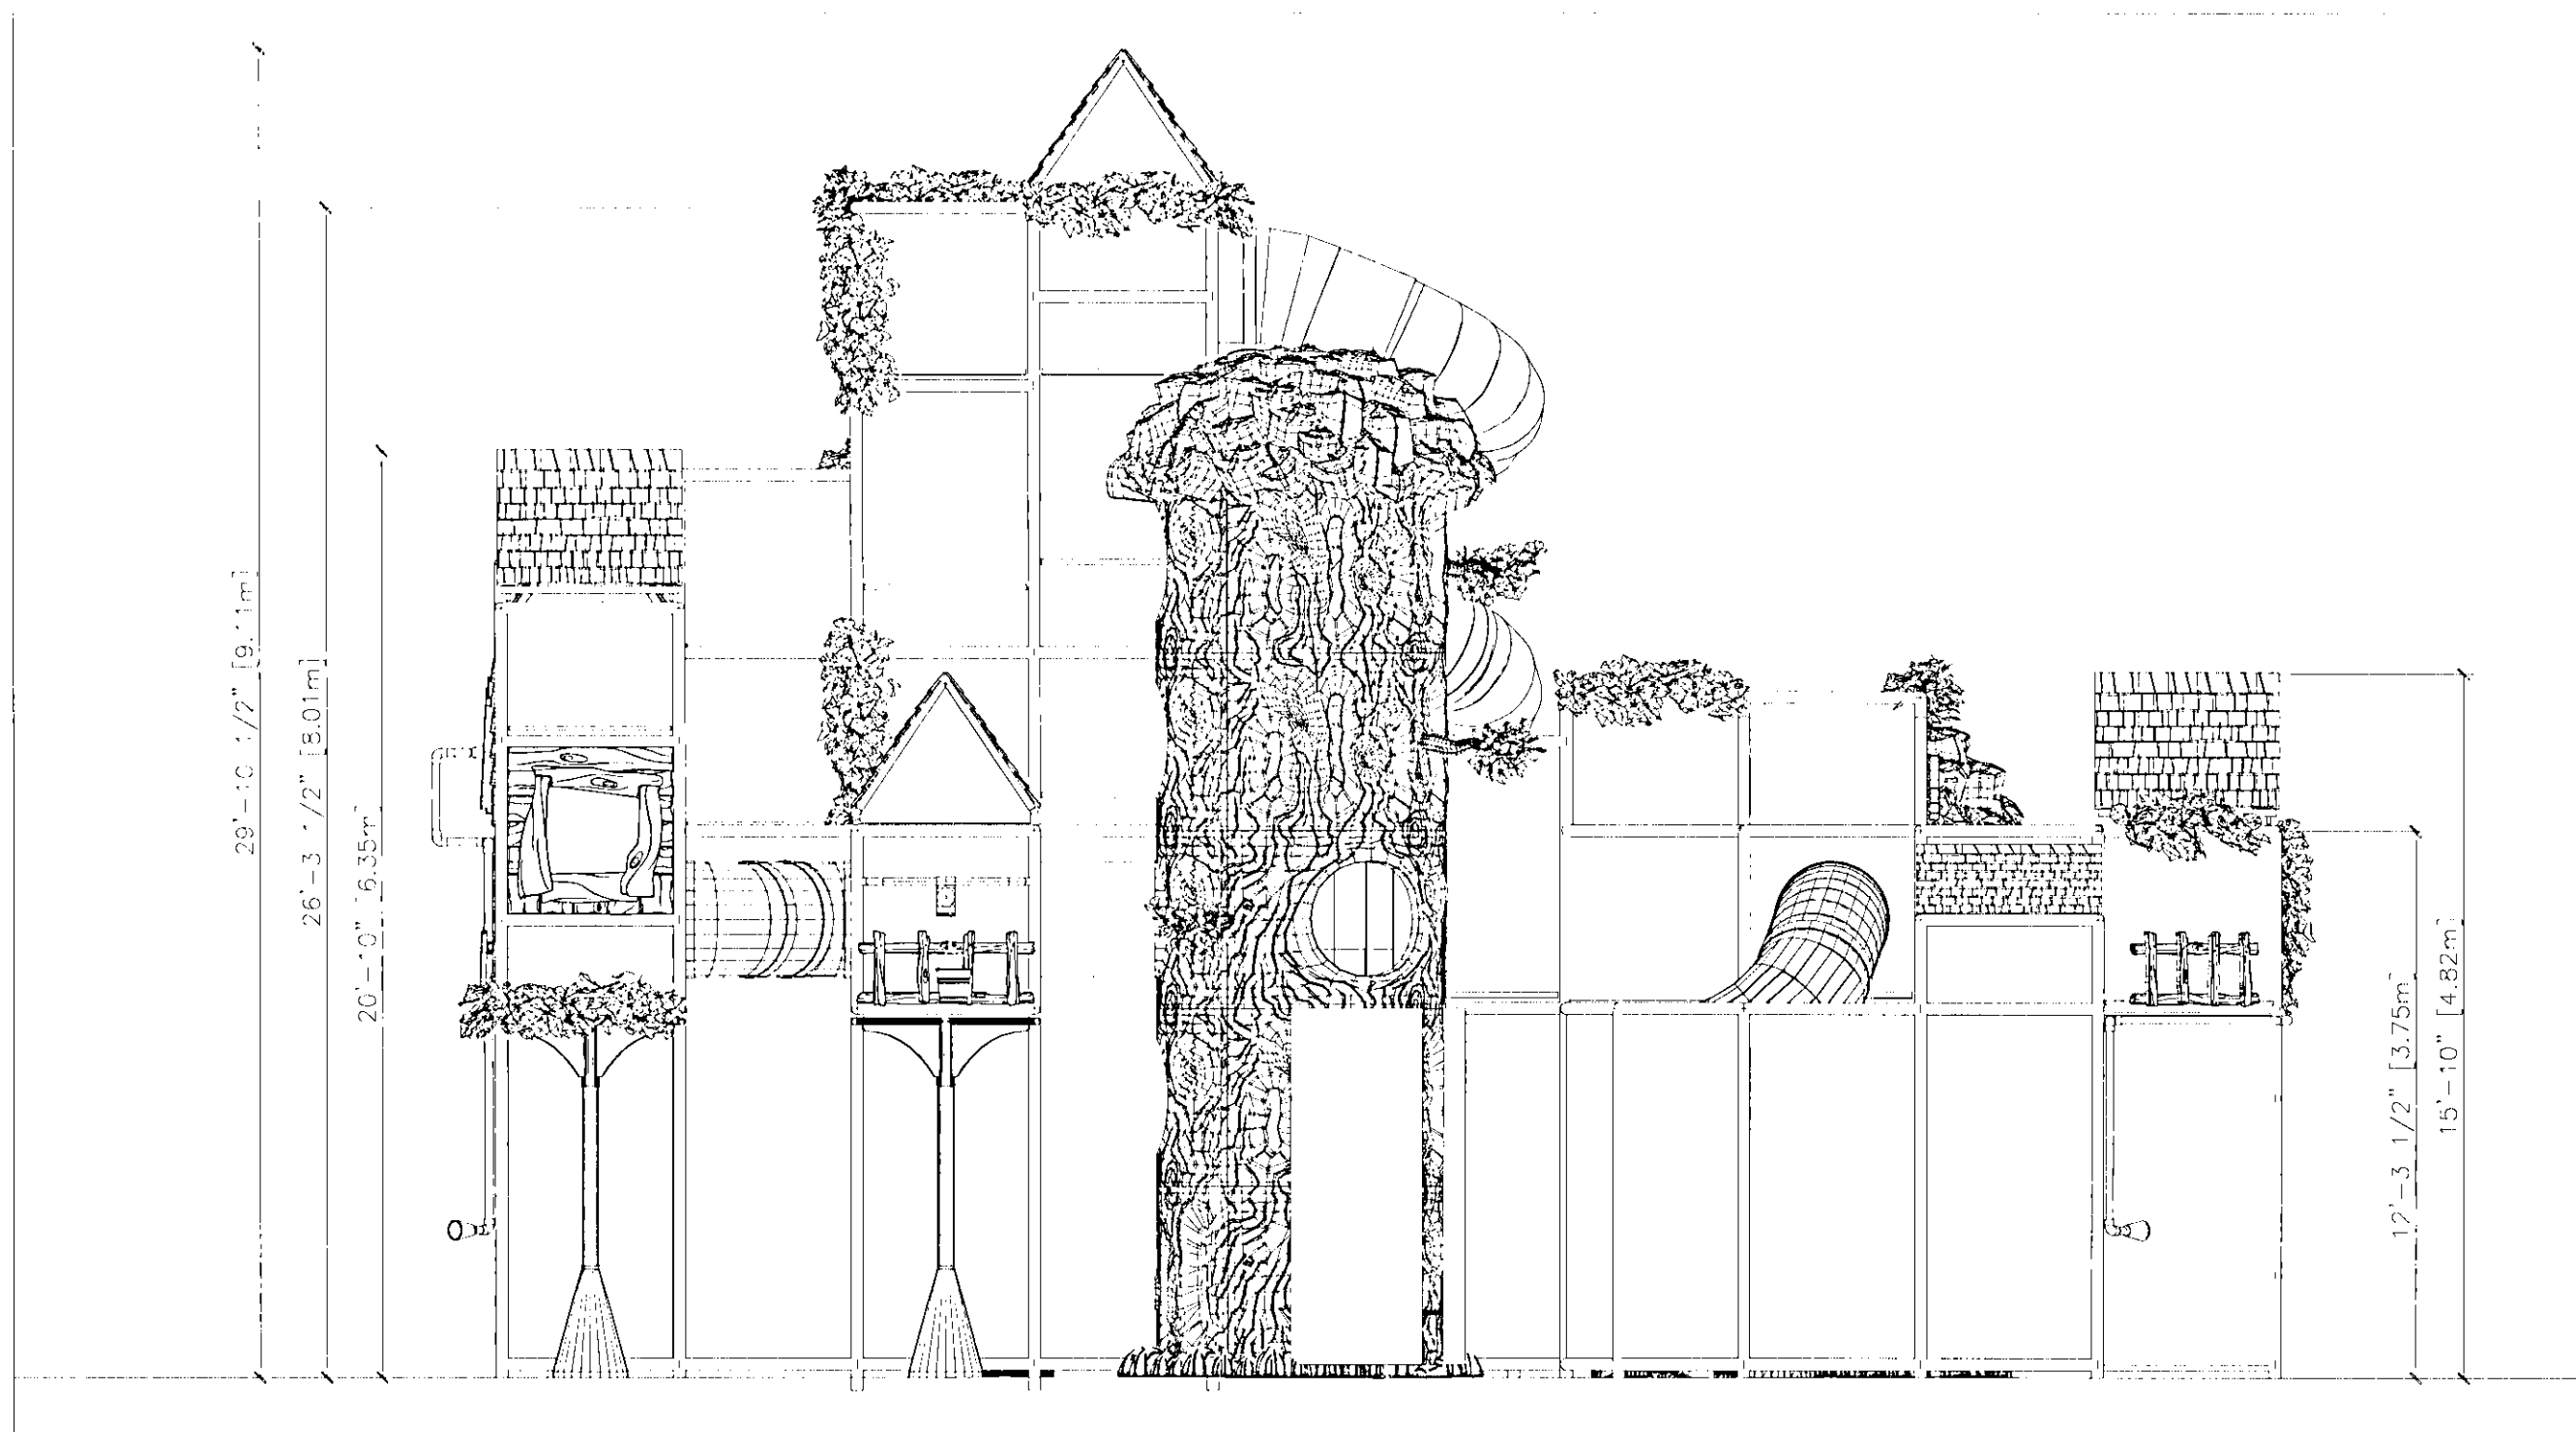 29'-10 1/2" [9.11m]
26'-3 1/2" [8.01m]
20'-10" [6.35m]
12'-3 1/2" [3.75m]
15'-10" [4.82m]